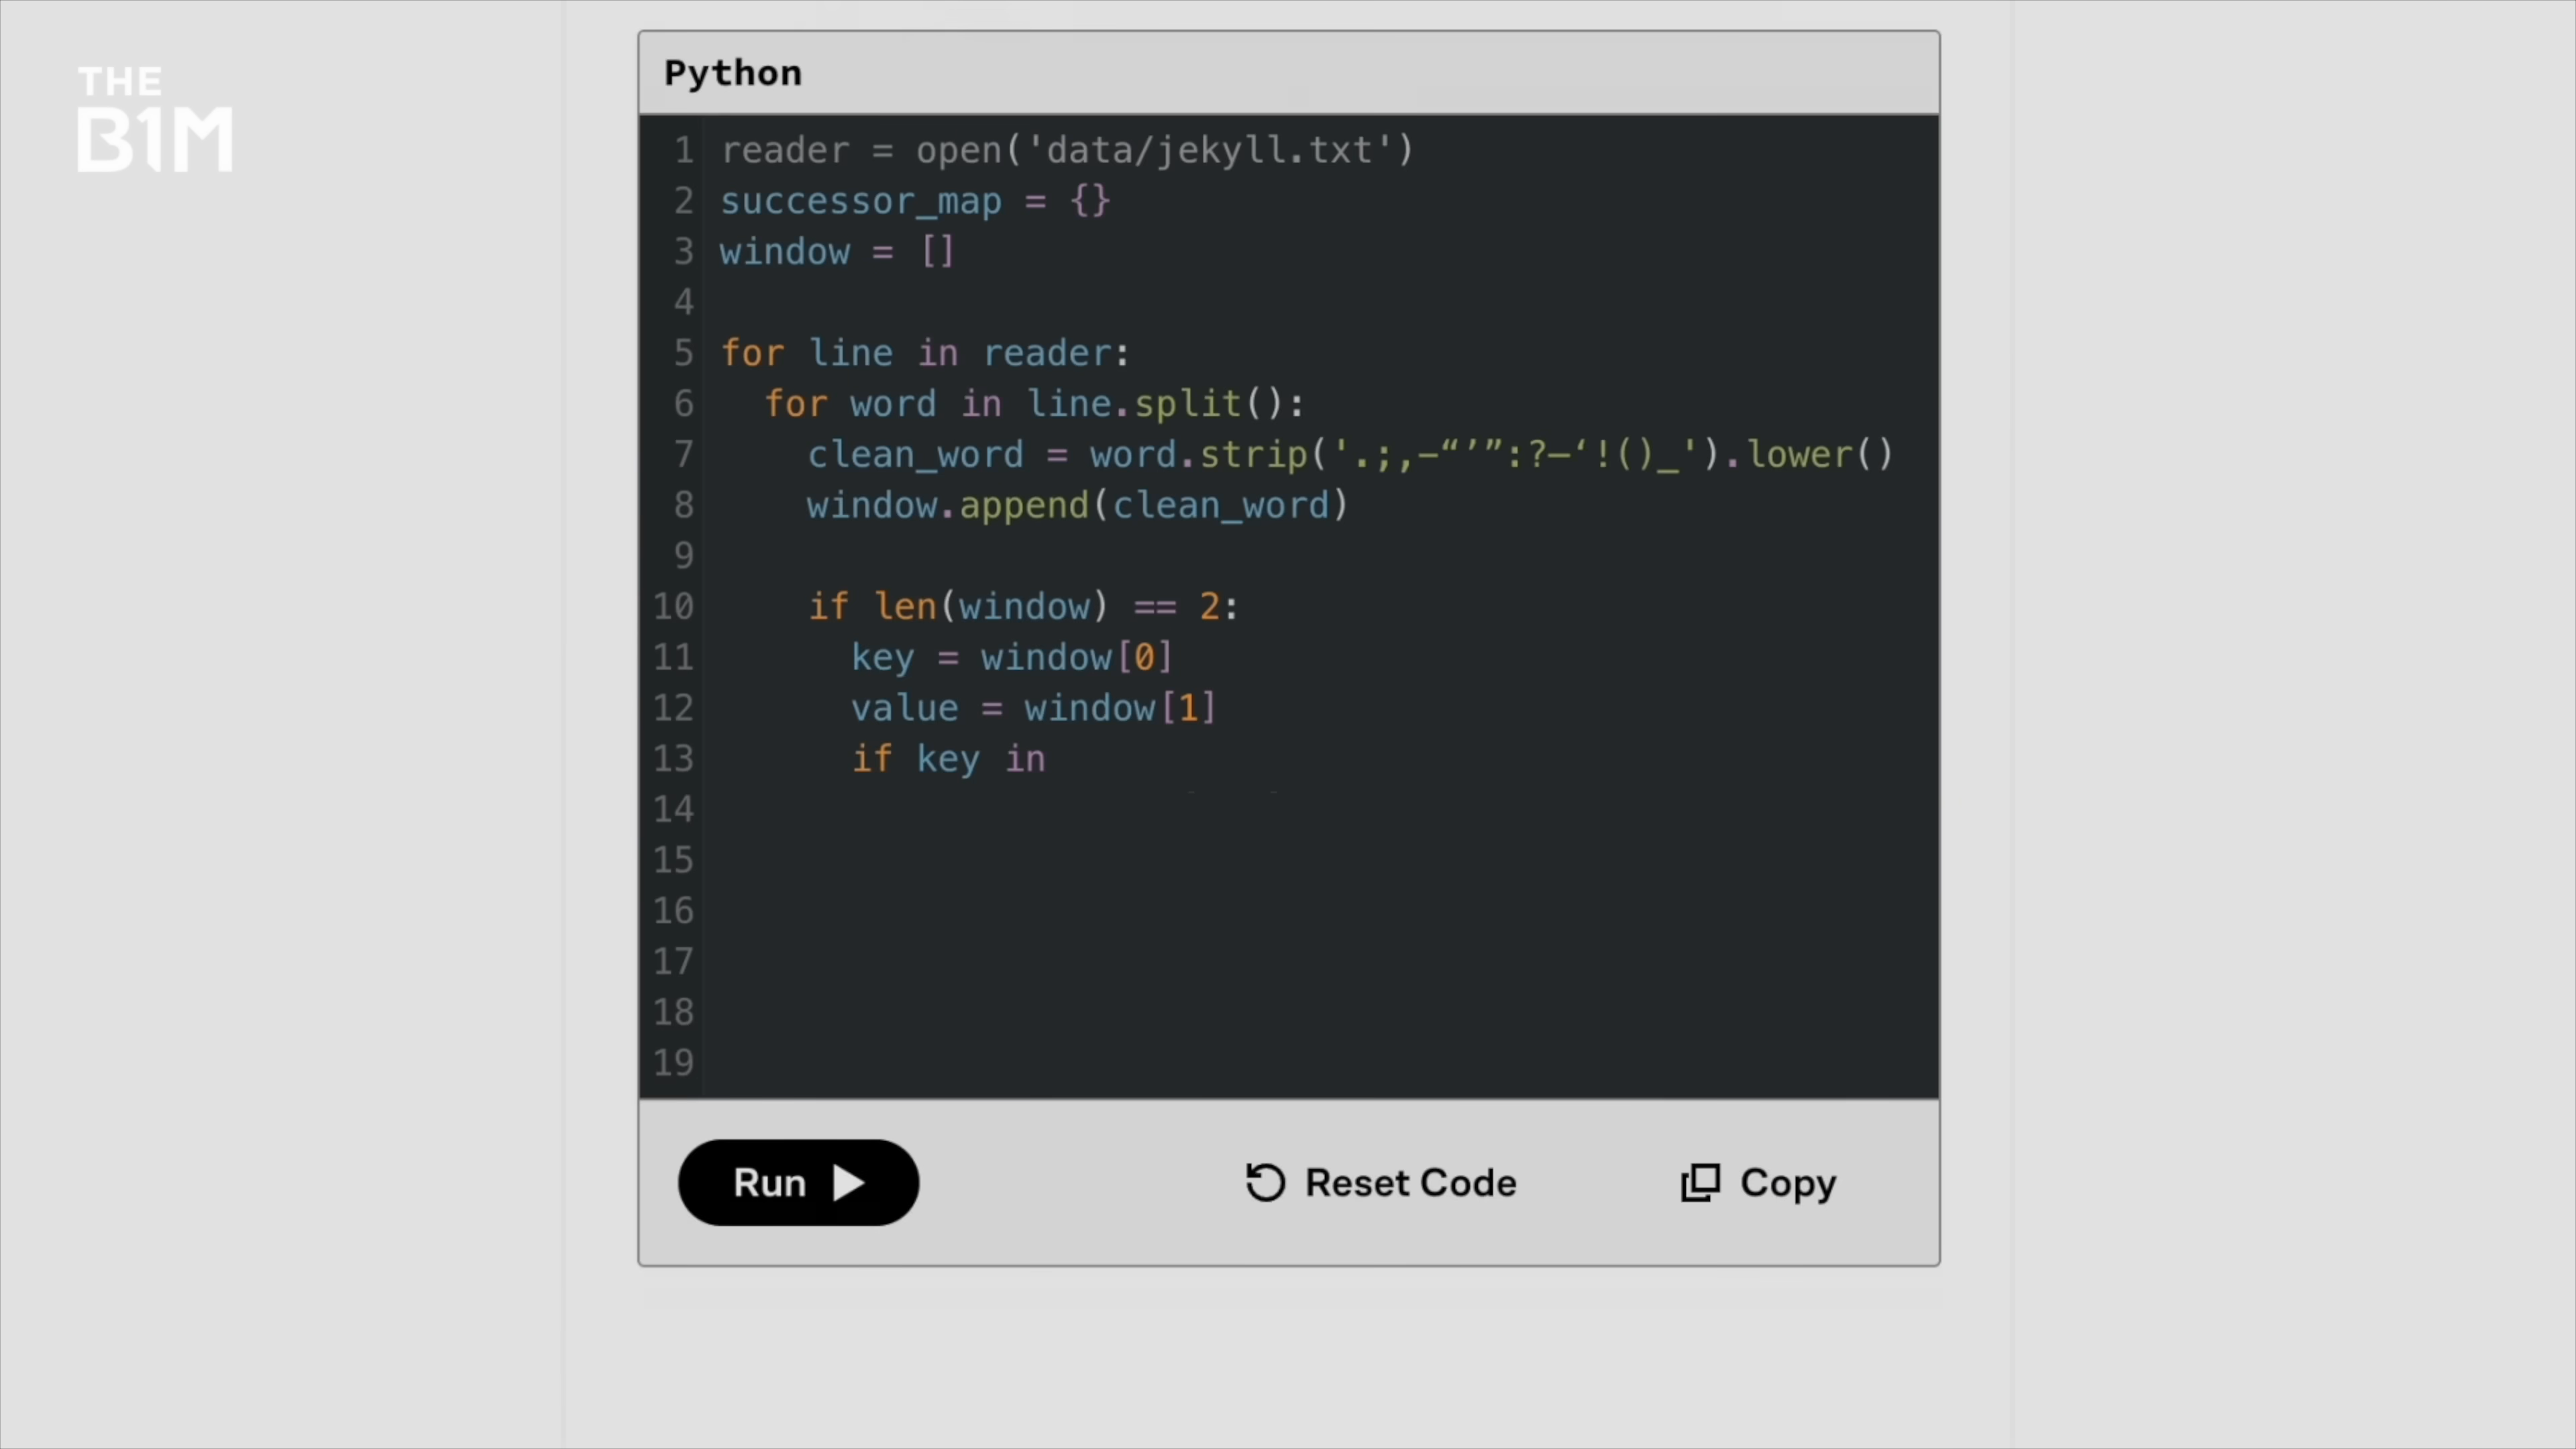 THE
B1M
Python
1 reader = open('data/jekyll.txt')
2 successor_map = {}
3 window = []
4
5 for line in reader:
6   for word in line.split():
7     clean_word = word.strip('.;,—“’”:?—‘!()_').lower()
8     window.append(clean_word)
9
10     if len(window) == 2:
11       key = window[0]
12       value = window[1]
13       if key in
14
15
16
17
18
19
Run Reset Code Copy